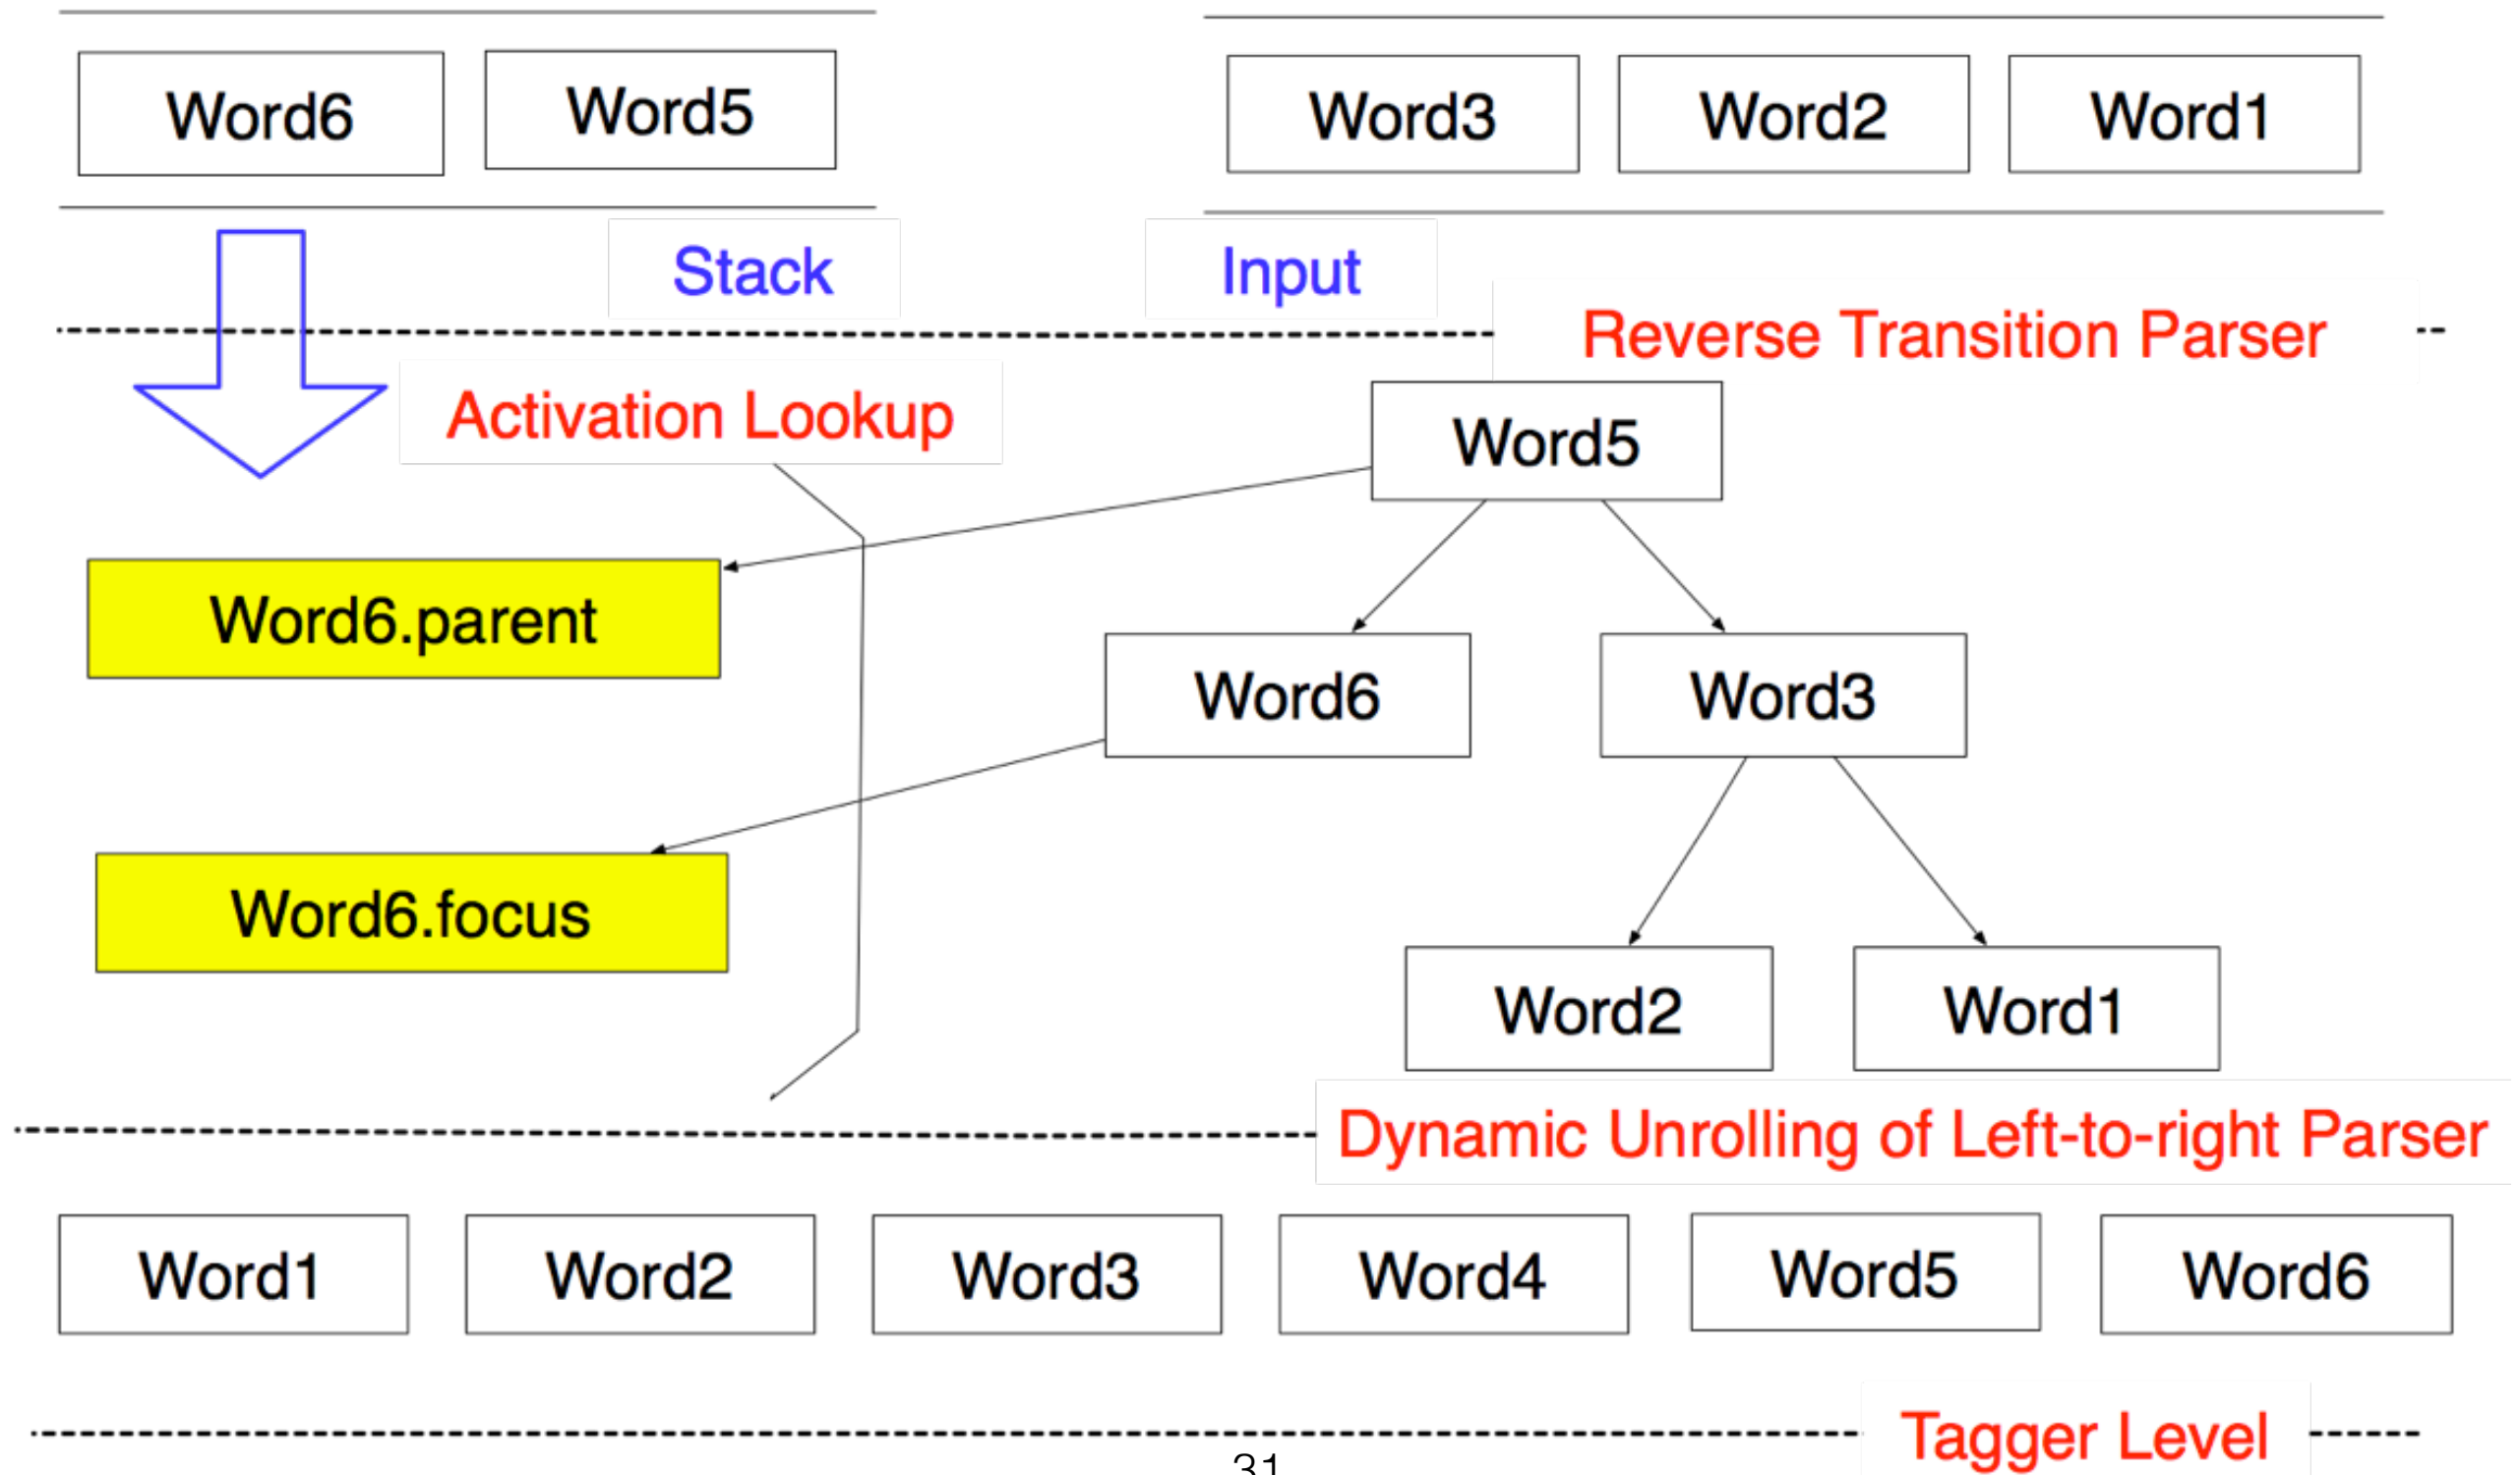 Word6 Word5 Word3 Word2 Word1
Stack Input
Reverse Transition Parser
Activation Lookup
Word5
Word6.parent
Word6 Word3
Word6.focus
Word2 Word1
Dynamic Unrolling of Left-to-right Parser
Word1 Word2 Word3 Word4 Word5 Word6
Tagger Level
31